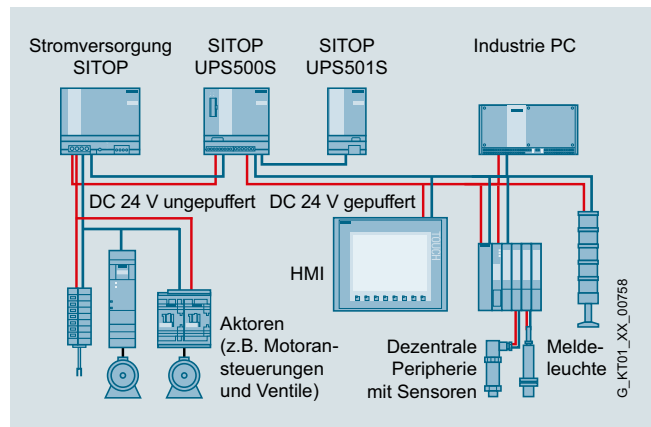 Stromversorgung
SITOP
SITOP
UPS500S
SITOP
UPS501S
Industrie PC
DC 24 V ungepuffert
DC 24 V gepuffert
HMI
TOUCH
Aktoren
(z.B. Motoran-
steuerungen
und Ventile)
Dezentrale
Peripherie
mit Sensoren
Melde-
leuchte
G_KT01_XX_00758